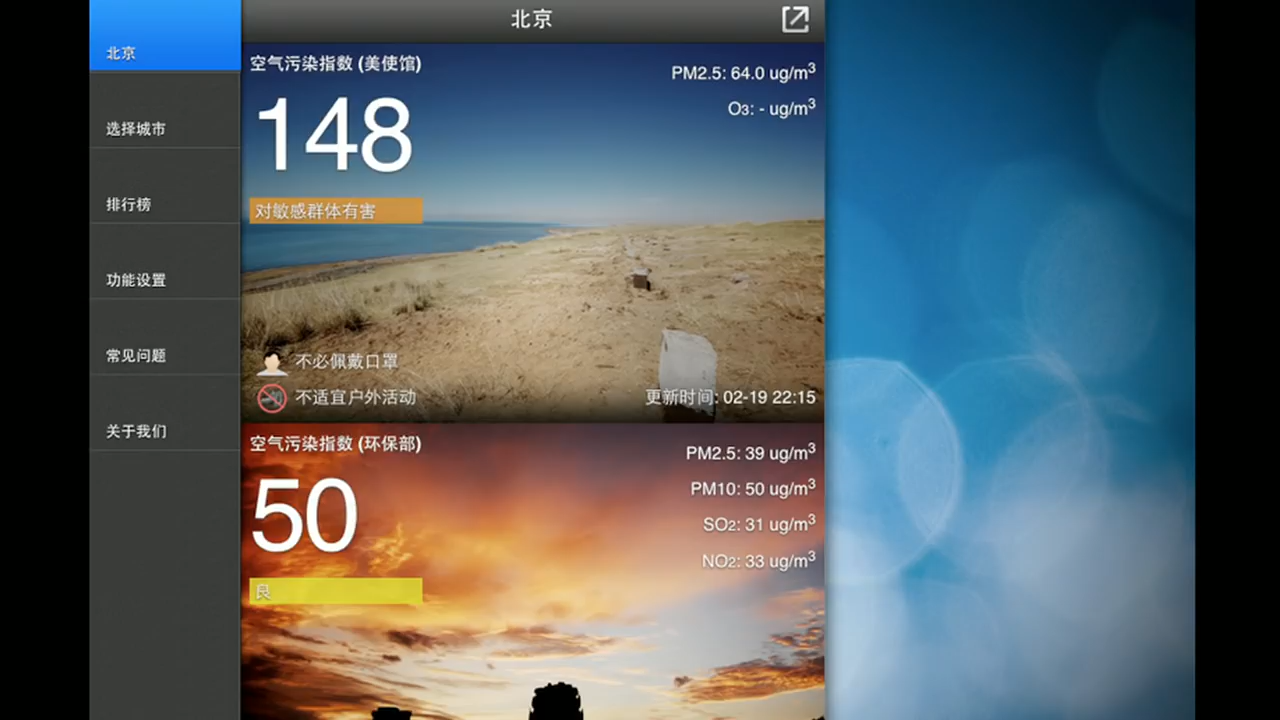 北京
选择城市
排行榜
功能设置
常见问题
关于我们
北京
空气污染指数 (美使馆)
148
对敏感群体有害
PM2.5: 64.0 ug/m³
O₃: - ug/m³
不必佩戴口罩
不适宜户外活动
更新时间: 02-19 22:15
空气污染指数 (环保部)
50
良
PM2.5: 39 ug/m³
PM10: 50 ug/m³
SO₂: 31 ug/m³
NO₂: 33 ug/m³